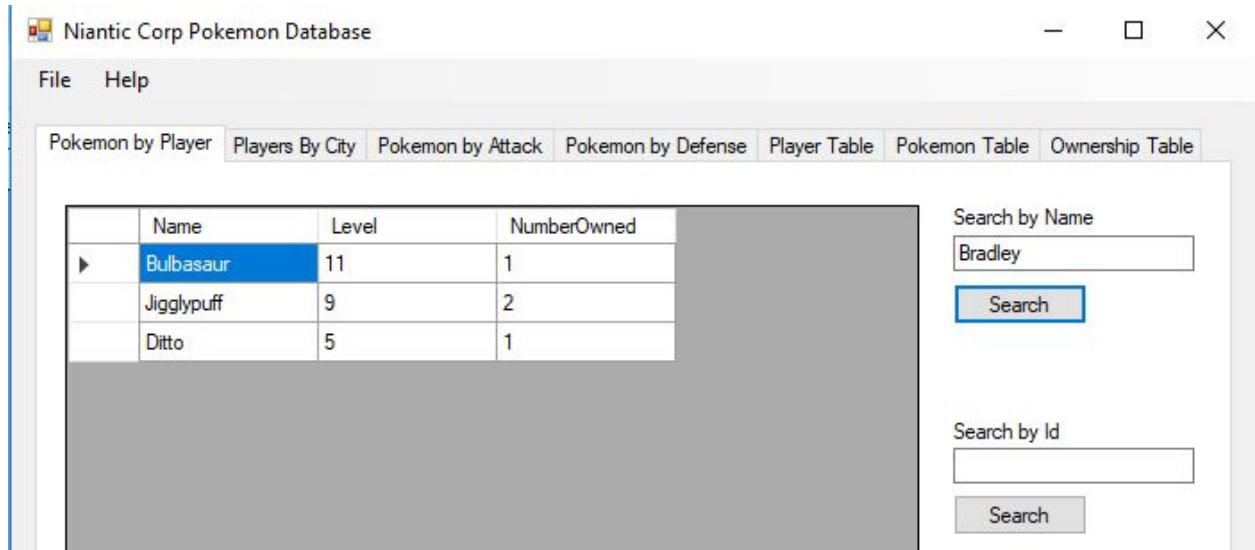 Niantic Corp Pokemon Database
File Help
Pokemon by Player Players By City Pokemon by Attack Pokemon by Defense Player Table Pokemon Table Ownership Table
Name Level NumberOwned
Bulbasaur 11 1
Jigglypuff 9 2
Ditto 5 1
Search by Name
Bradley
Search
Search by Id
Search